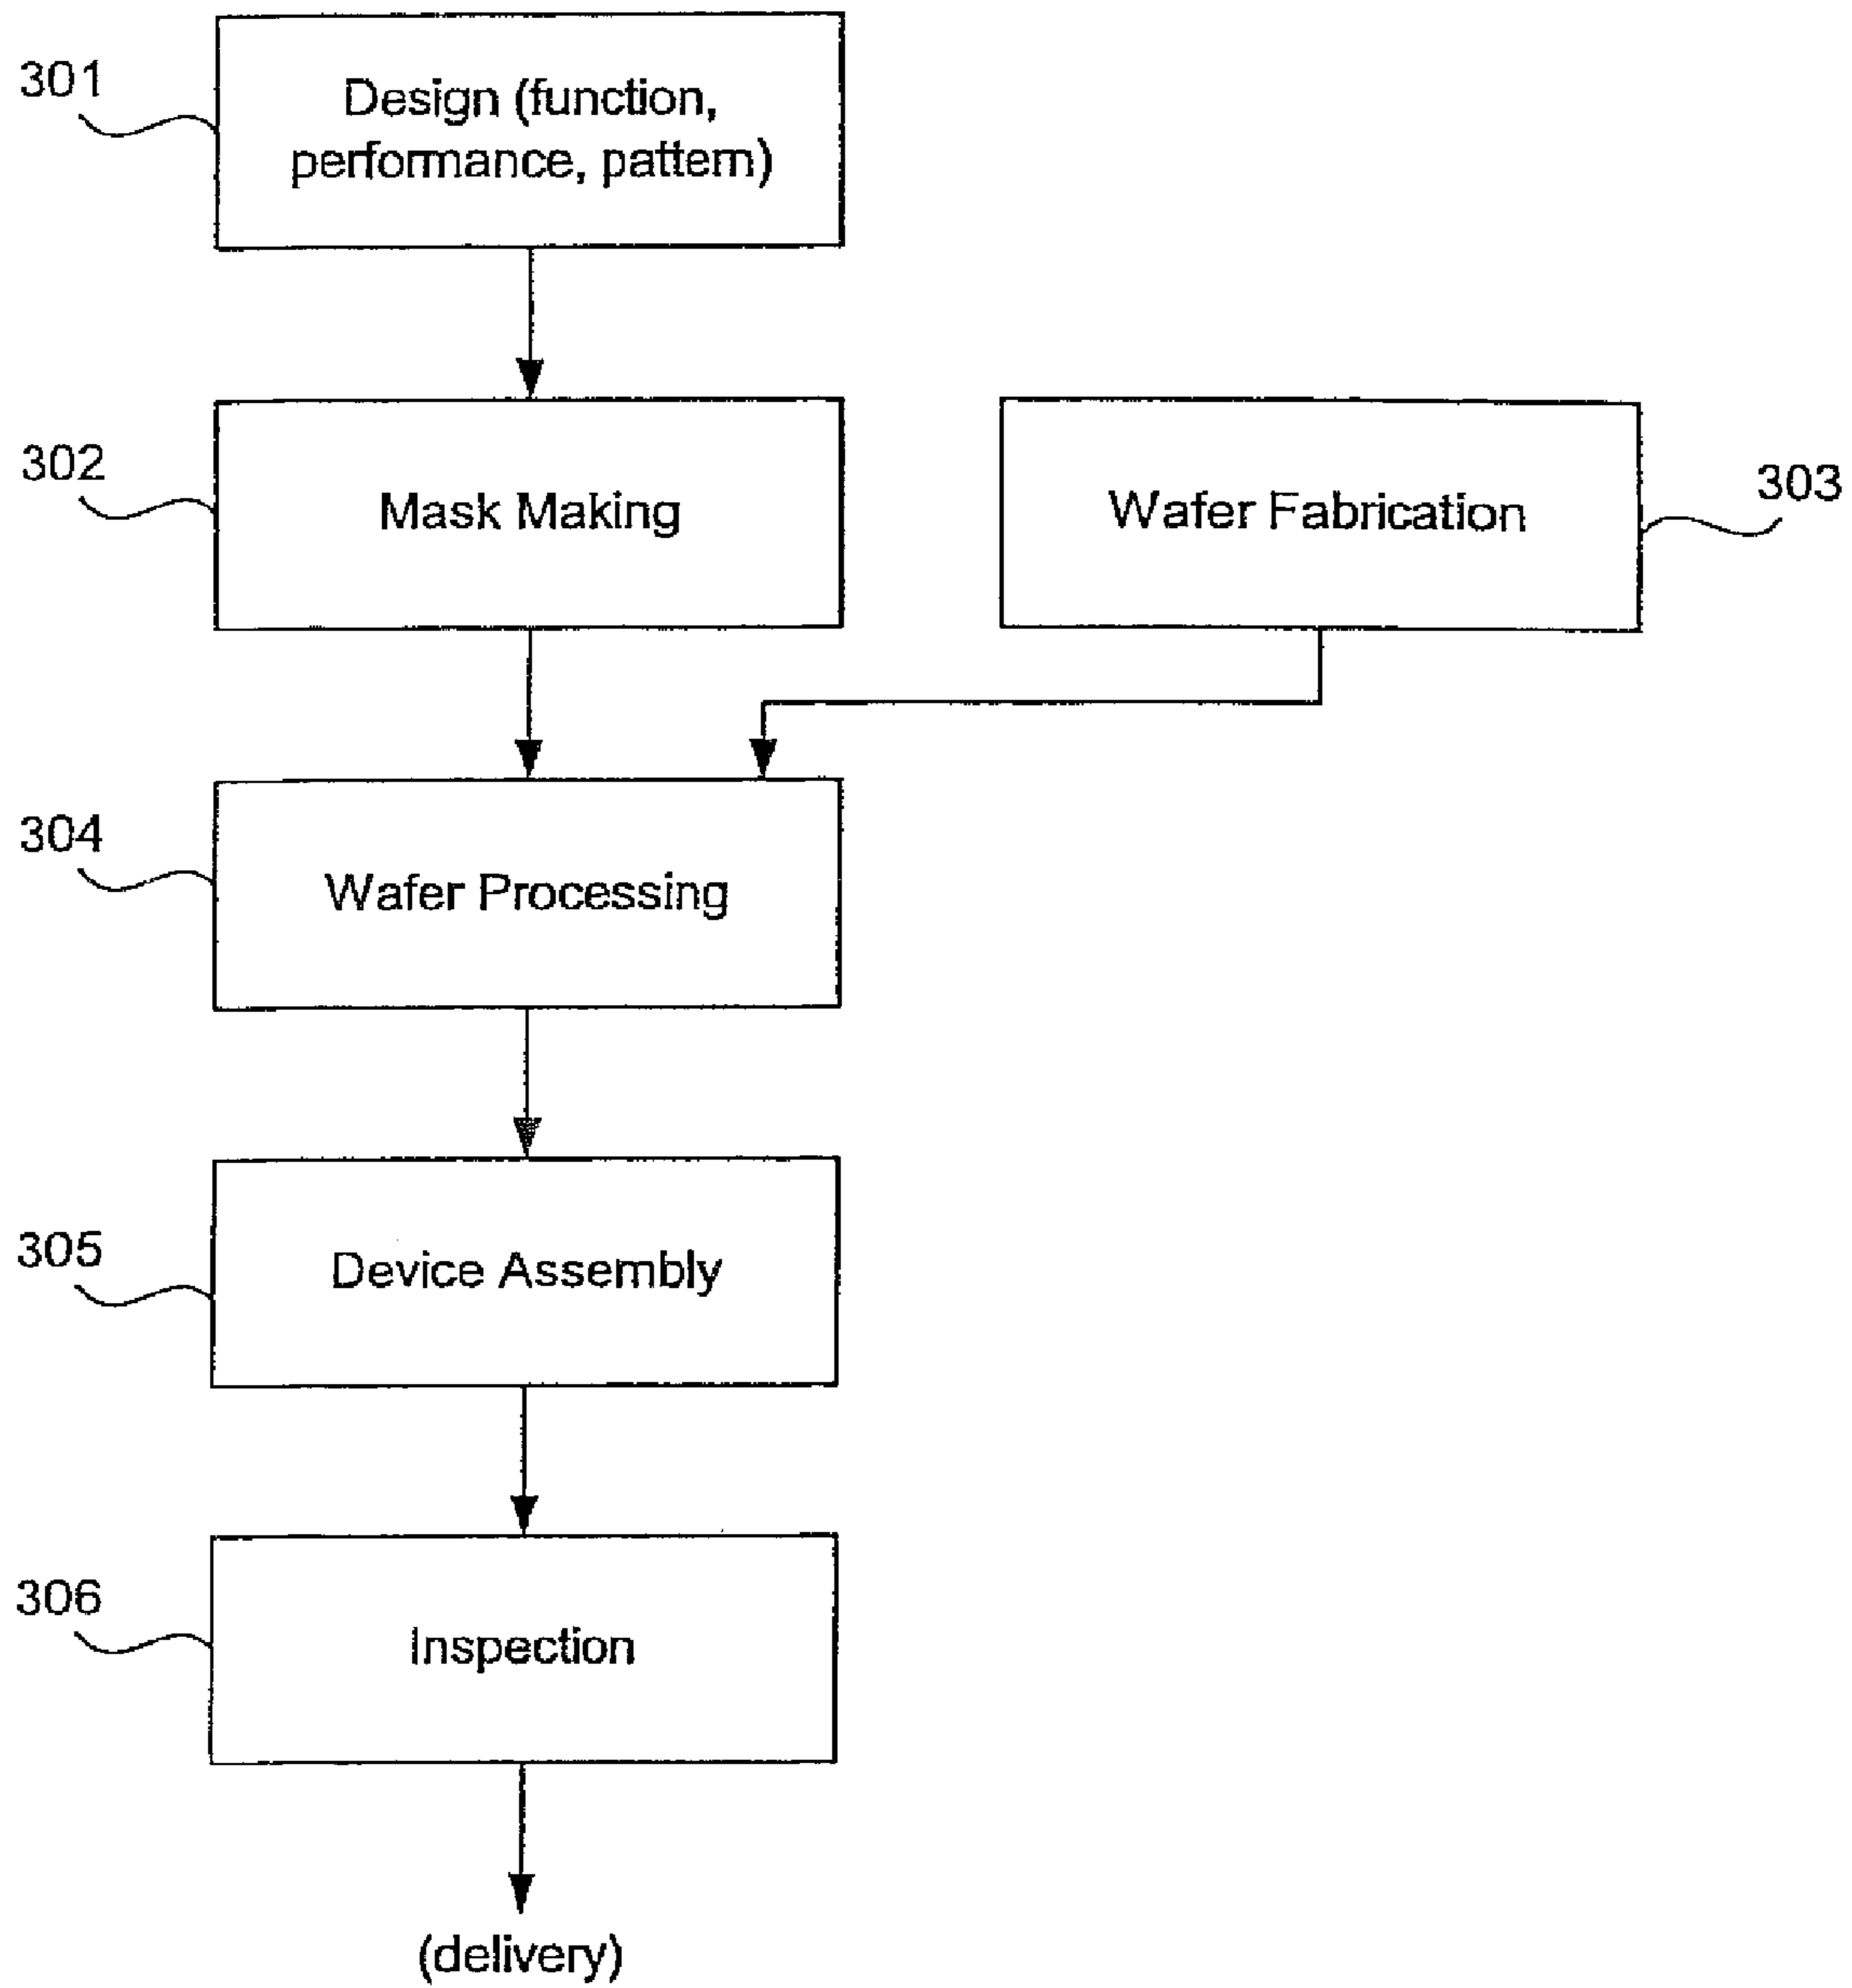 301
Design (function,
performance, pattern)
302
Mask Making
Wafer Fabrication
303
304
Wafer Processing
305
Device Assembly
306
Inspection
(delivery)